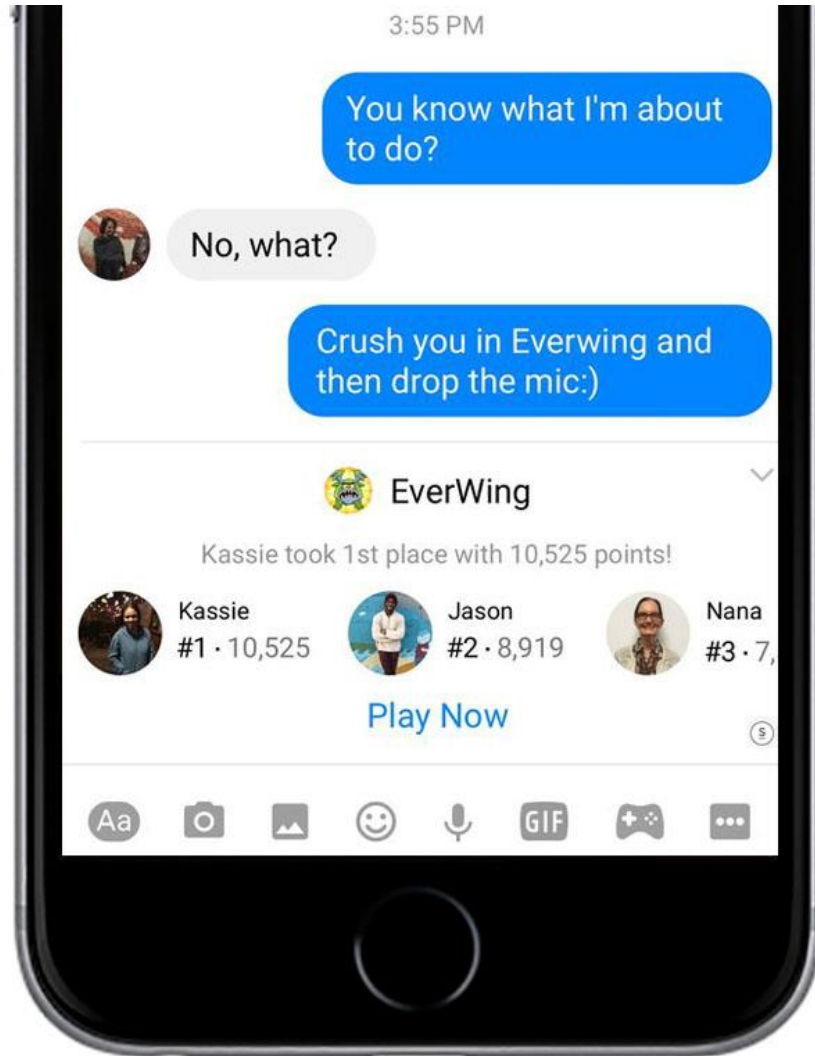 3:55 PM
You know what I'm about
to do?
No, what?
Crush you in Everwing and
then drop the mic:)
EverWing
Kassie took 1st place with 10,525 points!
Kassie
#1 · 10,525
Jason
#2 · 8,919
Nana
#3 · 7,
Play Now
S
Aa
GIF